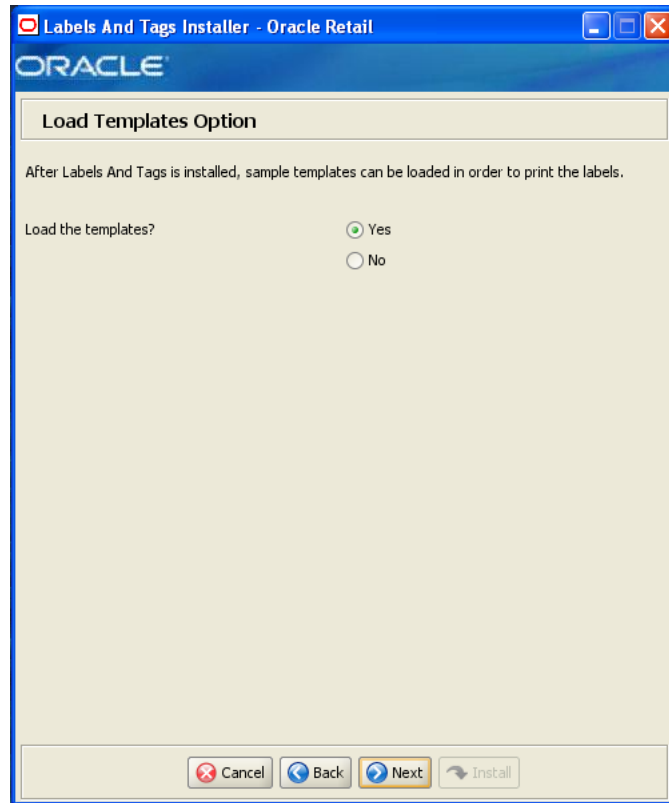 Labels And Tags Installer - Oracle Retail
ORACLE
Load Templates Option
After Labels And Tags is installed, sample templates can be loaded in order to print the labels.
Load the templates? Yes
No
Cancel Back Next Install